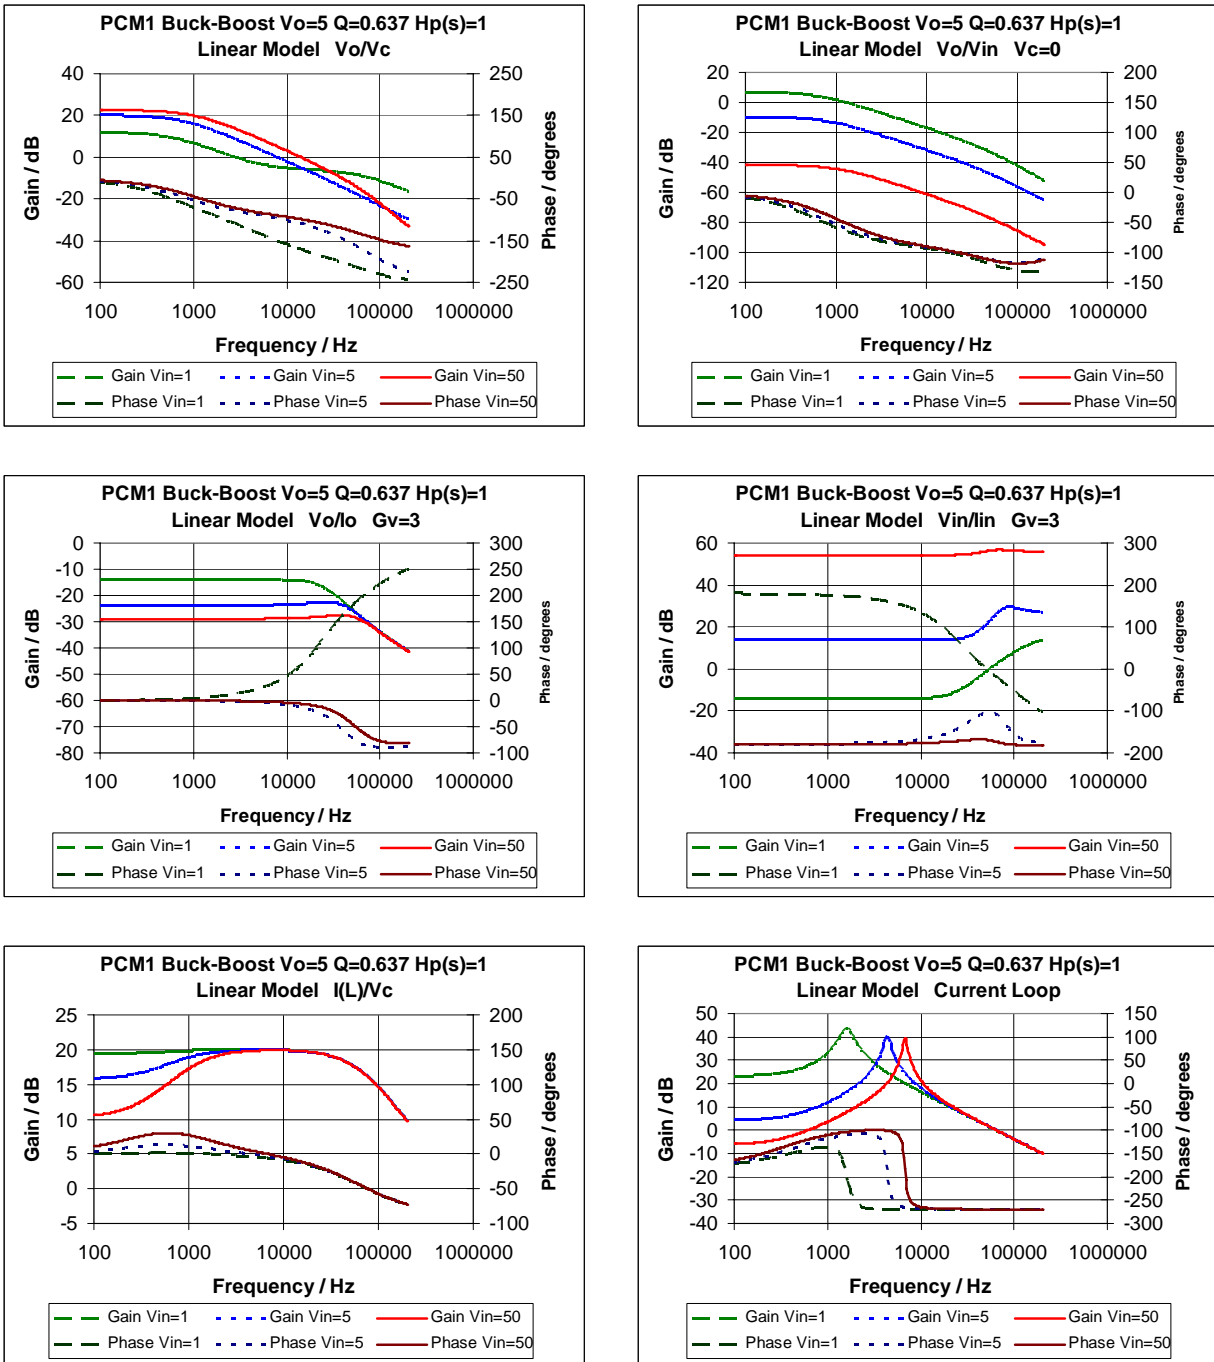 PCM1 Buck-Boost Vo=5 Q=0.637 Hp(s)=1
Linear Model Vo/Vc
40
20
0
-20
-40
-60
Gain / dB
250
150
50
-50
-150
-250
Phase / degrees
100 1000 10000 100000 1000000
Frequency / Hz
Gain Vin=1 Gain Vin=5 Gain Vin=50
Phase Vin=1 Phase Vin=5 Phase Vin=50
PCM1 Buck-Boost Vo=5 Q=0.637 Hp(s)=1
Linear Model Vo/Vin Vc=0
20
0
-20
-40
-60
-80
-100
-120
Gain / dB
200
150
100
50
0
-50
-100
-150
Phase / degrees
100 1000 10000 100000 1000000
Frequency / Hz
Gain Vin=1 Gain Vin=5 Gain Vin=50
Phase Vin=1 Phase Vin=5 Phase Vin=50
PCM1 Buck-Boost Vo=5 Q=0.637 Hp(s)=1
Linear Model Vo/Io Gv=3
0
-10
-20
-30
-40
-50
-60
-70
-80
Gain / dB
300
250
200
150
100
50
0
-50
-100
Phase / degrees
100 1000 10000 100000 1000000
Frequency / Hz
Gain Vin=1 Gain Vin=5 Gain Vin=50
Phase Vin=1 Phase Vin=5 Phase Vin=50
PCM1 Buck-Boost Vo=5 Q=0.637 Hp(s)=1
Linear Model Vin/Iin Gv=3
60
40
20
0
-20
-40
Gain / dB
300
200
100
0
-100
-200
Phase / degrees
100 1000 10000 100000 1000000
Frequency / Hz
Gain Vin=1 Gain Vin=5 Gain Vin=50
Phase Vin=1 Phase Vin=5 Phase Vin=50
PCM1 Buck-Boost Vo=5 Q=0.637 Hp(s)=1
Linear Model I(L)/Vc
25
20
15
10
5
0
-5
Gain / dB
200
150
100
50
0
-50
-100
Phase / degrees
100 1000 10000 100000 1000000
Frequency / Hz
Gain Vin=1 Gain Vin=5 Gain Vin=50
Phase Vin=1 Phase Vin=5 Phase Vin=50
PCM1 Buck-Boost Vo=5 Q=0.637 Hp(s)=1
Linear Model Current Loop
50
40
30
20
10
0
-10
-20
-30
-40
Gain / dB
150
100
50
0
-50
-100
-150
-200
-250
-300
Phase / degrees
100 1000 10000 100000 1000000
Frequency / Hz
Gain Vin=1 Gain Vin=5 Gain Vin=50
Phase Vin=1 Phase Vin=5 Phase Vin=50